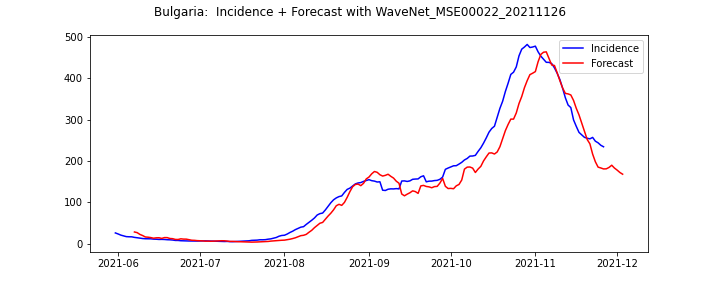 Bulgaria:  Incidence + Forecast with WaveNet_MSE00022_20211126
500
400
300
200
100
0
Incidence
Forecast
2021-06 2021-07 2021-08 2021-09 2021-10 2021-11 2021-12